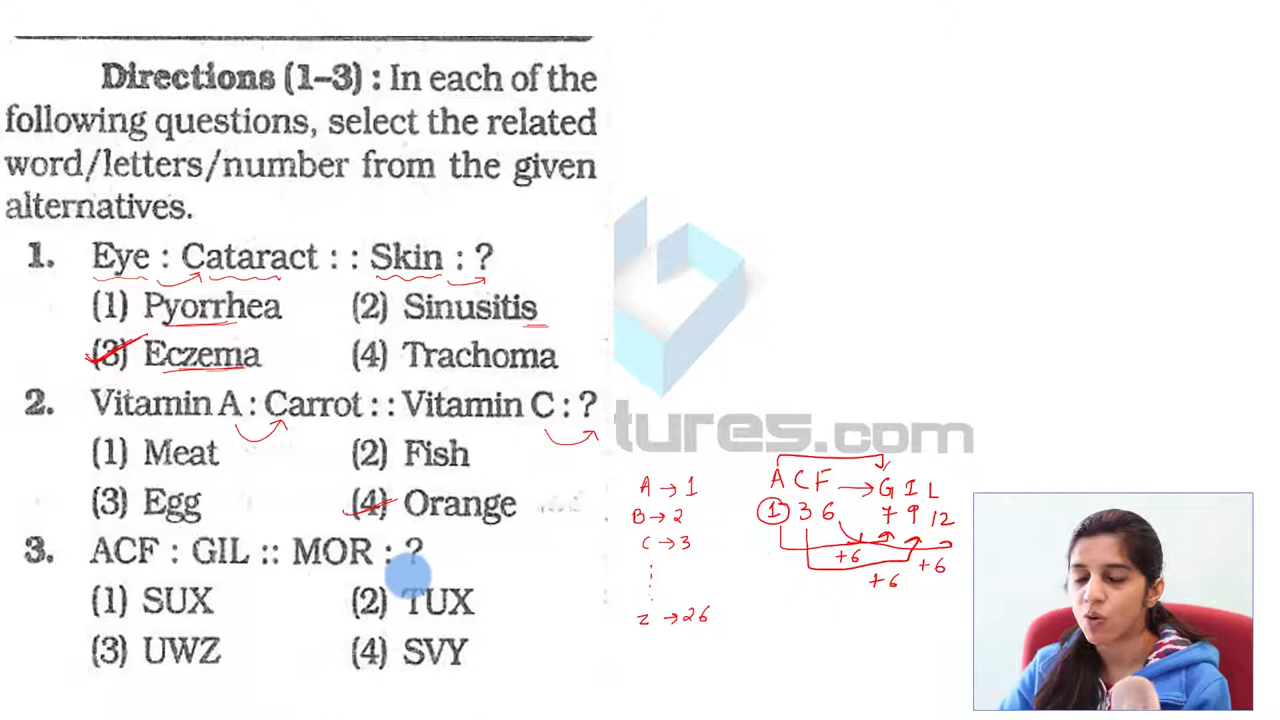 Directions (1–3) : In each of the
following questions, select the related
word/letters/number from the given
alternatives.
1. Eye : Cataract : : Skin : ?
(1) Pyorrhea (2) Sinusitis
(3) Eczema (4) Trachoma
2. Vitamin A : Carrot : : Vitamin C : ?
(1) Meat (2) Fish
(3) Egg (4) Orange
3. ACF : GIL :: MOR : ?
(1) SUX (2) TUX
(3) UWZ (4) SVY
tures.com
A → 1
B → 2
C → 3
Z → 26
A C F → G I L
1 3 6 7 9 12
+6 +6
+6